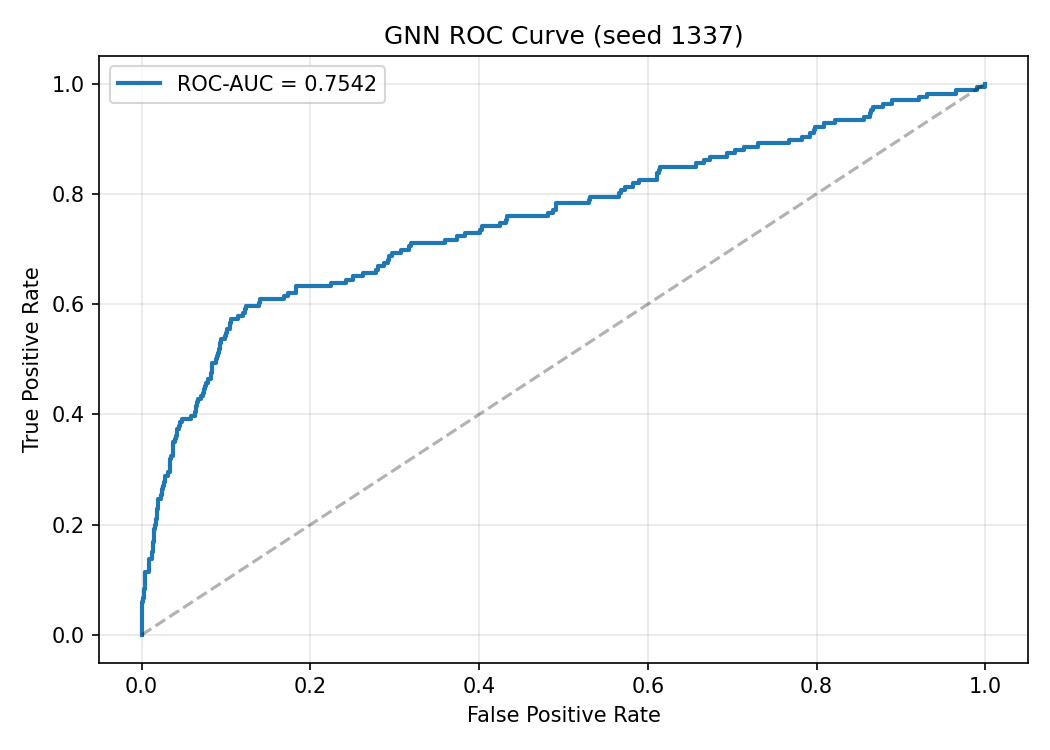 GNN ROC Curve (seed 1337)
ROC-AUC = 0.7542
True Positive Rate
1.0
0.8
0.6
0.4
0.2
0.0
0.0 0.2 0.4 0.6 0.8 1.0
False Positive Rate